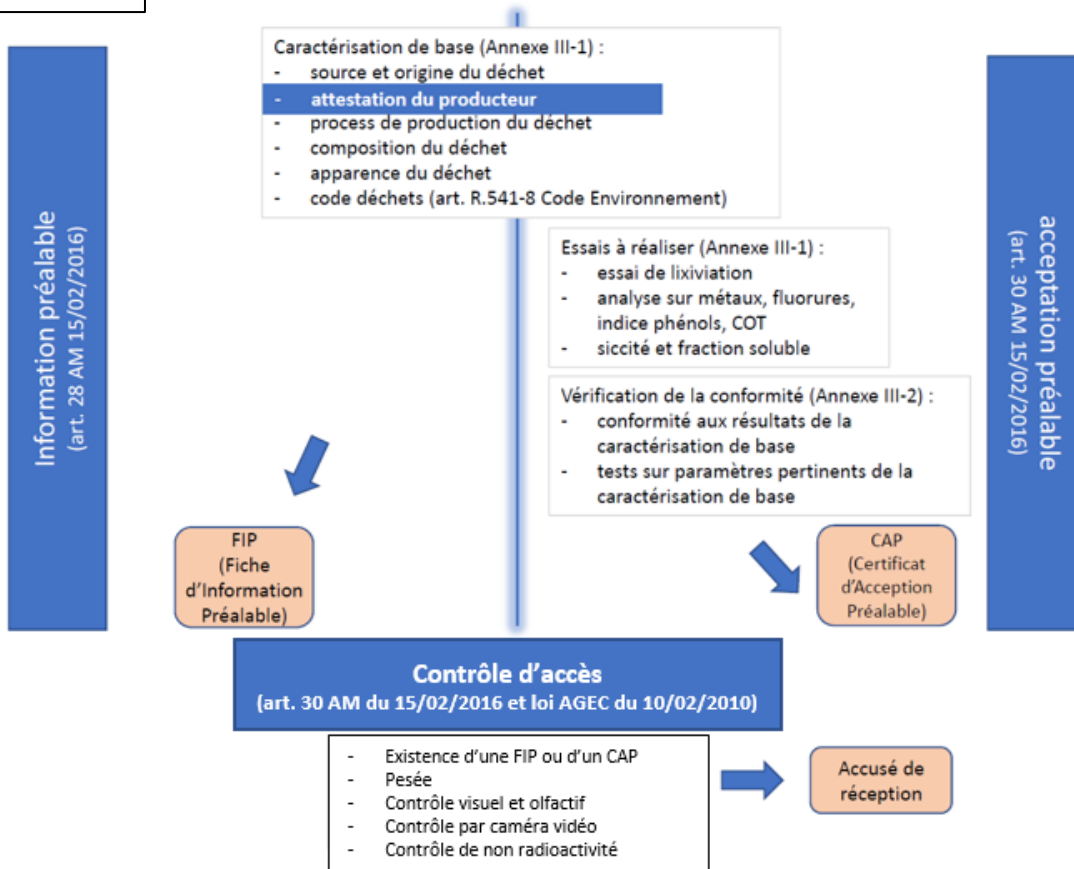 Caractérisation de base (Annexe III-1) :
- source et origine du déchet
- attestation du producteur
- process de production du déchet
- composition du déchet
- apparence du déchet
- code déchets (art. R.541-8 Code Environnement)
Information préalable
(art. 28 AM 15/02/2016)
acceptation préalable
(art. 30 AM 15/02/2016)
Essais à réaliser (Annexe III-1) :
- essai de lixiviation
- analyse sur métaux, fluorures,
indice phénols, COT
- siccité et fraction soluble
Vérification de la conformité (Annexe III-2) :
- conformité aux résultats de la
caractérisation de base
- tests sur paramètres pertinents de la
caractérisation de base
FIP
(Fiche
d'Information
Préalable)
CAP
(Certificat
d'Acception
Préalable)
Contrôle d'accès
(art. 30 AM du 15/02/2016 et loi AGEC du 10/02/2010)
- Existence d'une FIP ou d'un CAP
- Pesée
- Contrôle visuel et olfactif
- Contrôle par caméra vidéo
- Contrôle de non radioactivité
Accusé de
réception